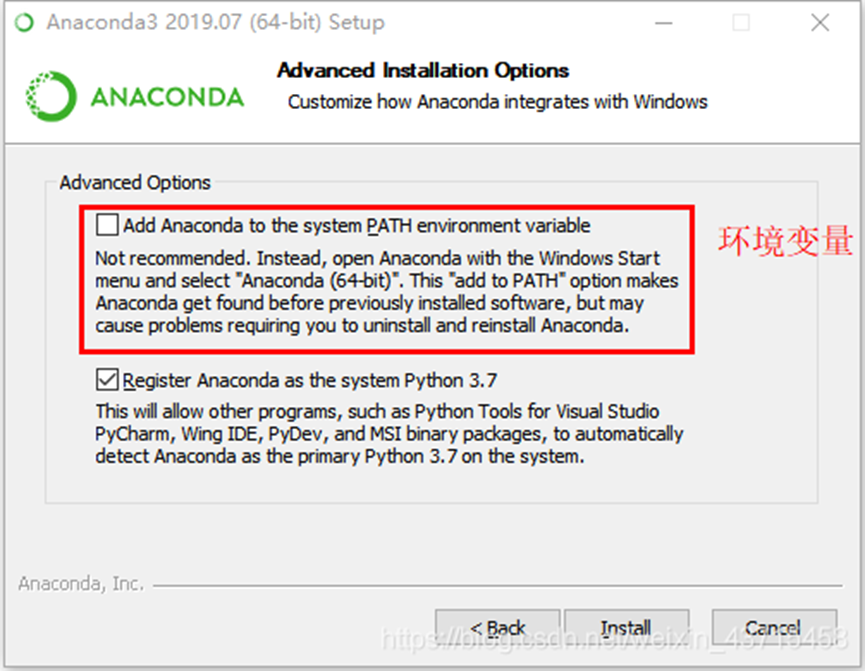 Anaconda3 2019.07 (64-bit) Setup
ANACONDA
Advanced Installation Options
Customize how Anaconda integrates with Windows
Advanced Options
Add Anaconda to the system PATH environment variable
环境变量
Not recommended. Instead, open Anaconda with the Windows Start
menu and select "Anaconda (64-bit)". This "add to PATH" option makes
Anaconda get found before previously installed software, but may
cause problems requiring you to uninstall and reinstall Anaconda.
Register Anaconda as the system Python 3.7
This will allow other programs, such as Python Tools for Visual Studio
PyCharm, Wing IDE, PyDev, and MSI binary packages, to automatically
detect Anaconda as the primary Python 3.7 on the system.
Anaconda, Inc.
< Back
Install
Cancel